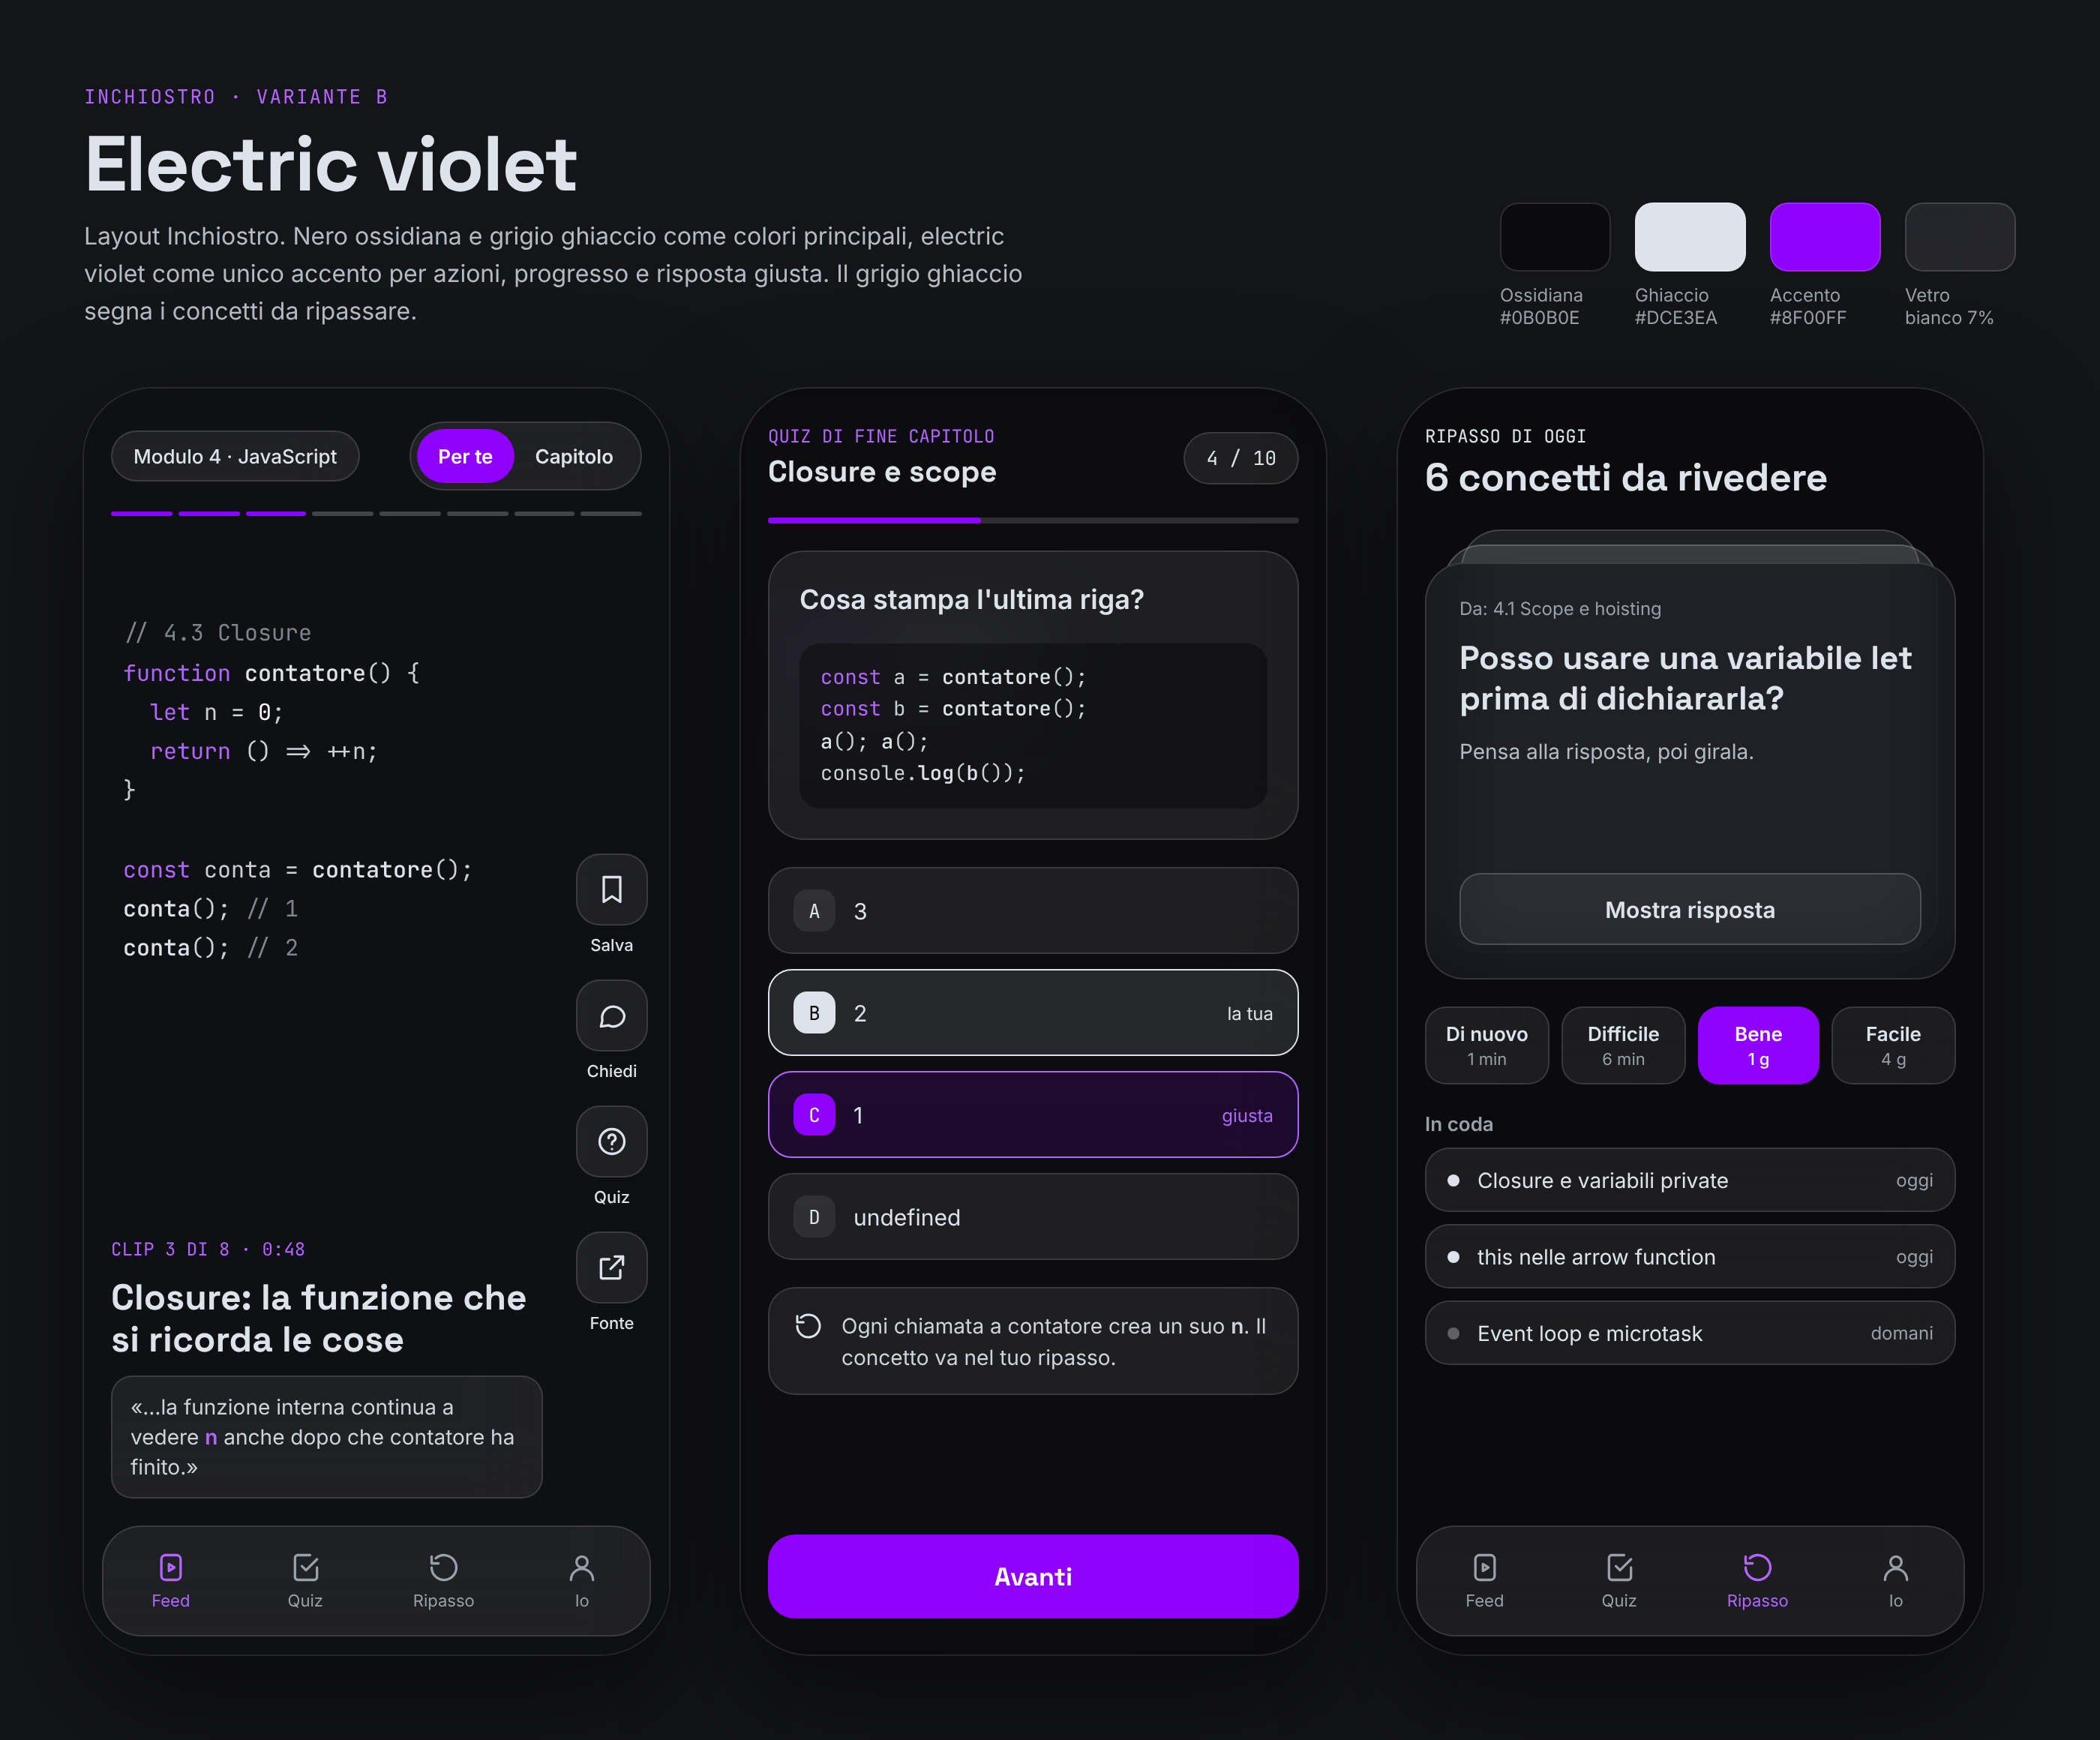 INCHIOSTRO · VARIANTE B
Electric violet
Layout Inchiostro. Nero ossidiana e grigio ghiaccio come colori principali, electric
violet come unico accento per azioni, progresso e risposta giusta. Il grigio ghiaccio
segna i concetti da ripassare.
Ossidiana
#0B0B0E
Ghiaccio
#DCE3EA
Accento
#8F00FF
Vetro
bianco 7%
Modulo 4 · JavaScript
Per te
Capitolo
// 4.3 Closure
function contatore() {
let n = 0;
return () => ++n;
}
const conta = contatore();
conta(); // 1
conta(); // 2
Salva
Chiedi
Quiz
Fonte
CLIP 3 DI 8 · 0:48
Closure: la funzione che
si ricorda le cose
«…la funzione interna continua a
vedere n anche dopo che contatore ha
finito.»
Feed
Quiz
Ripasso
Io
QUIZ DI FINE CAPITOLO
Closure e scope
4 / 10
Cosa stampa l'ultima riga?
const a = contatore();
const b = contatore();
a(); a();
console.log(b());
A 3
B 2 la tua
C 1 giusta
D undefined
Ogni chiamata a contatore crea un suo n. Il
concetto va nel tuo ripasso.
Avanti
RIPASSO DI OGGI
6 concetti da rivedere
Da: 4.1 Scope e hoisting
Posso usare una variabile let
prima di dichiararla?
Pensa alla risposta, poi girala.
Mostra risposta
Di nuovo
1 min
Difficile
6 min
Bene
1 g
Facile
4 g
In coda
Closure e variabili private oggi
this nelle arrow function oggi
Event loop e microtask domani
Feed
Quiz
Ripasso
Io